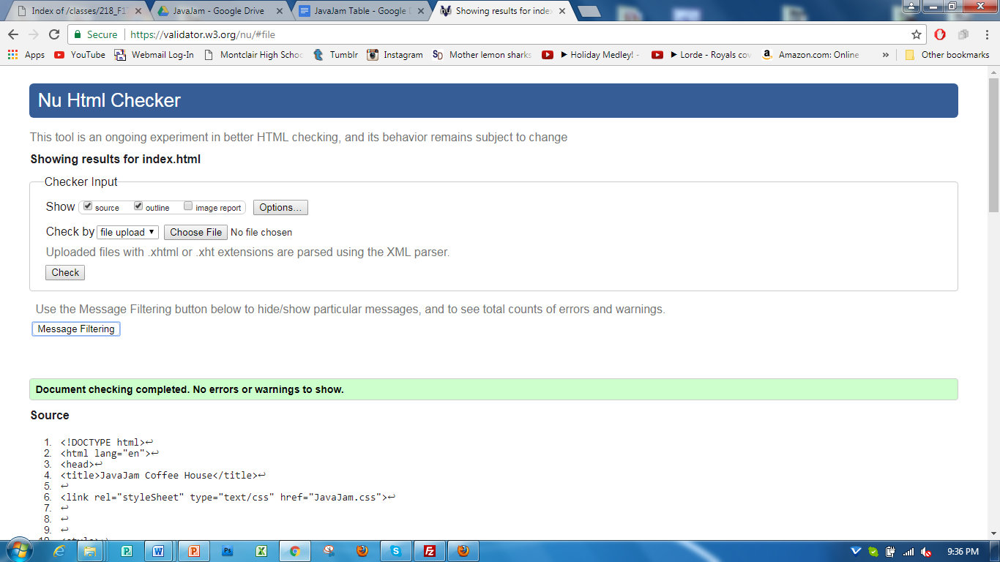 Index of /classes/218_F17
JavaJam - Google Drive
JavaJam Table - Google
Showing results for index
Secure
https://validator.w3.org/nu/#file
Apps YouTube Webmail Log-In Montclair High Schoo Tumblr Instagram Mother lemon sharks ►Holiday Medley! - ►Lorde - Royals cov Amazon.com: Online » Other bookmarks
Nu Html Checker
This tool is an ongoing experiment in better HTML checking, and its behavior remains subject to change
Showing results for index.html
Checker Input
Show source outline image report Options...
Check by file upload Choose File No file chosen
Uploaded files with .xhtml or .xht extensions are parsed using the XML parser.
Check
Use the Message Filtering button below to hide/show particular messages, and to see total counts of errors and warnings.
Message Filtering
Document checking completed. No errors or warnings to show.
Source
1. <!DOCTYPE html>↩
2. <html lang="en">↩
3. <head>↩
4. <title>JavaJam Coffee House</title>↩
5. ↩
6. <link rel="styleSheet" type="text/css" href="JavaJam.css">↩
7. ↩
8. ↩
9. ↩
10. <style>↩
9:36 PM